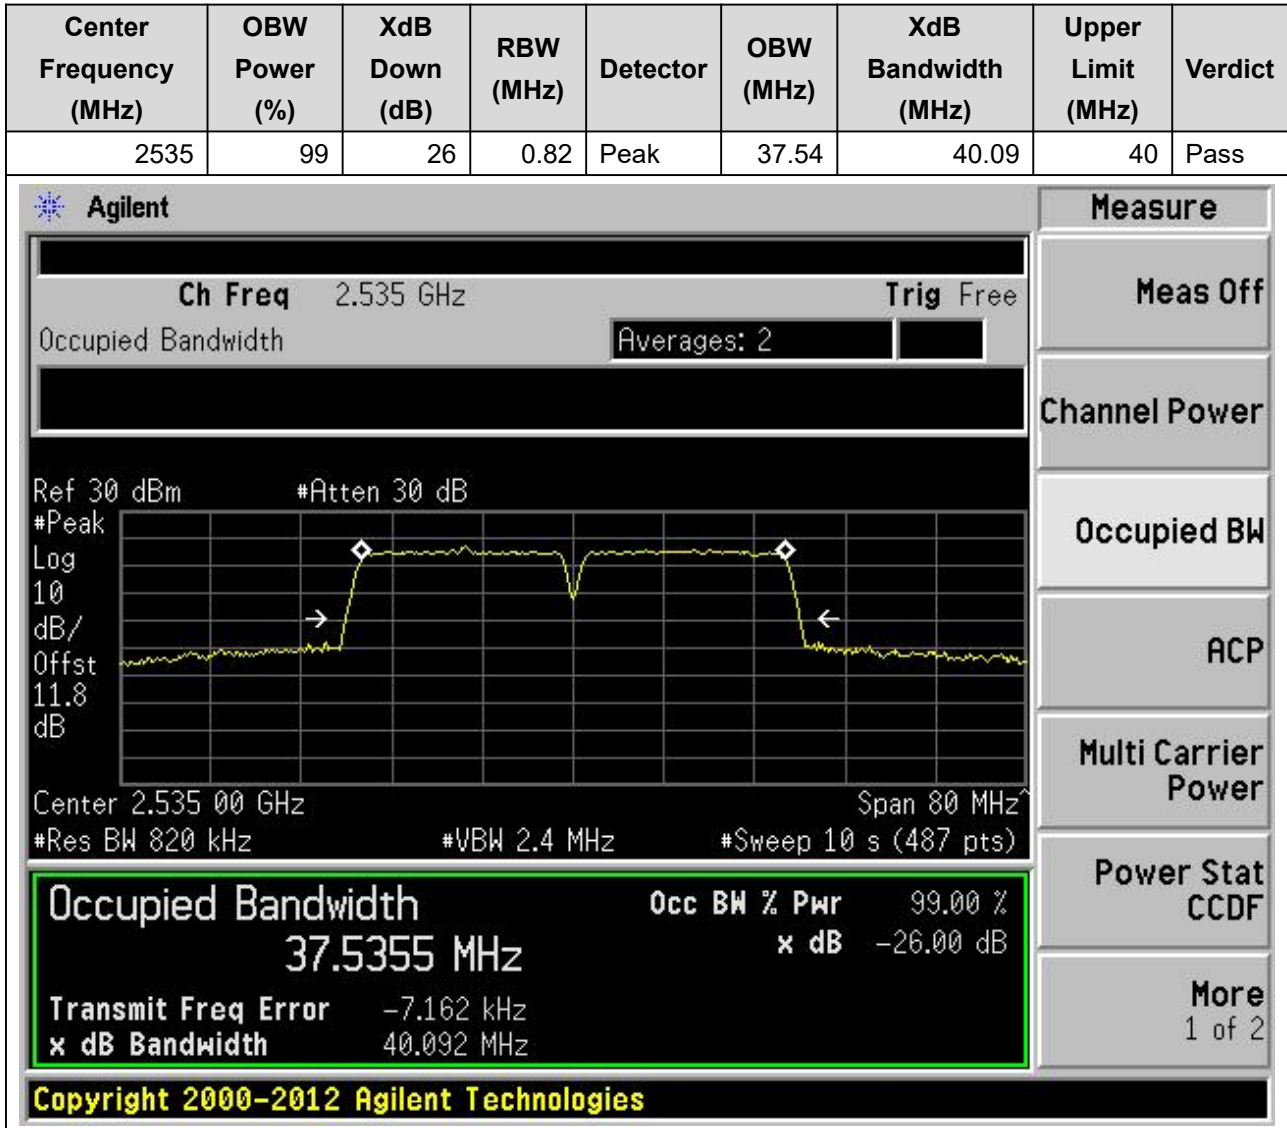 Center Frequency (MHz) OBW Power (%) XdB Down (dB) RBW (MHz) Detector OBW (MHz) XdB Bandwidth (MHz) Upper Limit (MHz) Verdict
2535 99 26 0.82 Peak 37.54 40.09 40 Pass
Agilent
Measure
Ch Freq 2.535 GHz Trig Free
Meas Off
Occupied Bandwidth Averages: 2
Channel Power
Ref 30 dBm #Atten 30 dB
#Peak
Log
10
dB/
Offst
11.8
dB
Occupied BW
ACP
Multi Carrier
Power
Center 2.535 00 GHz Span 80 MHz^
#Res BW 820 kHz #VBW 2.4 MHz #Sweep 10 s (487 pts)
Power Stat
CCDF
Occupied Bandwidth Occ BW % Pwr 99.00 %
37.5355 MHz x dB -26.00 dB
Transmit Freq Error -7.162 kHz
x dB Bandwidth 40.092 MHz
More
1 of 2
Copyright 2000-2012 Agilent Technologies